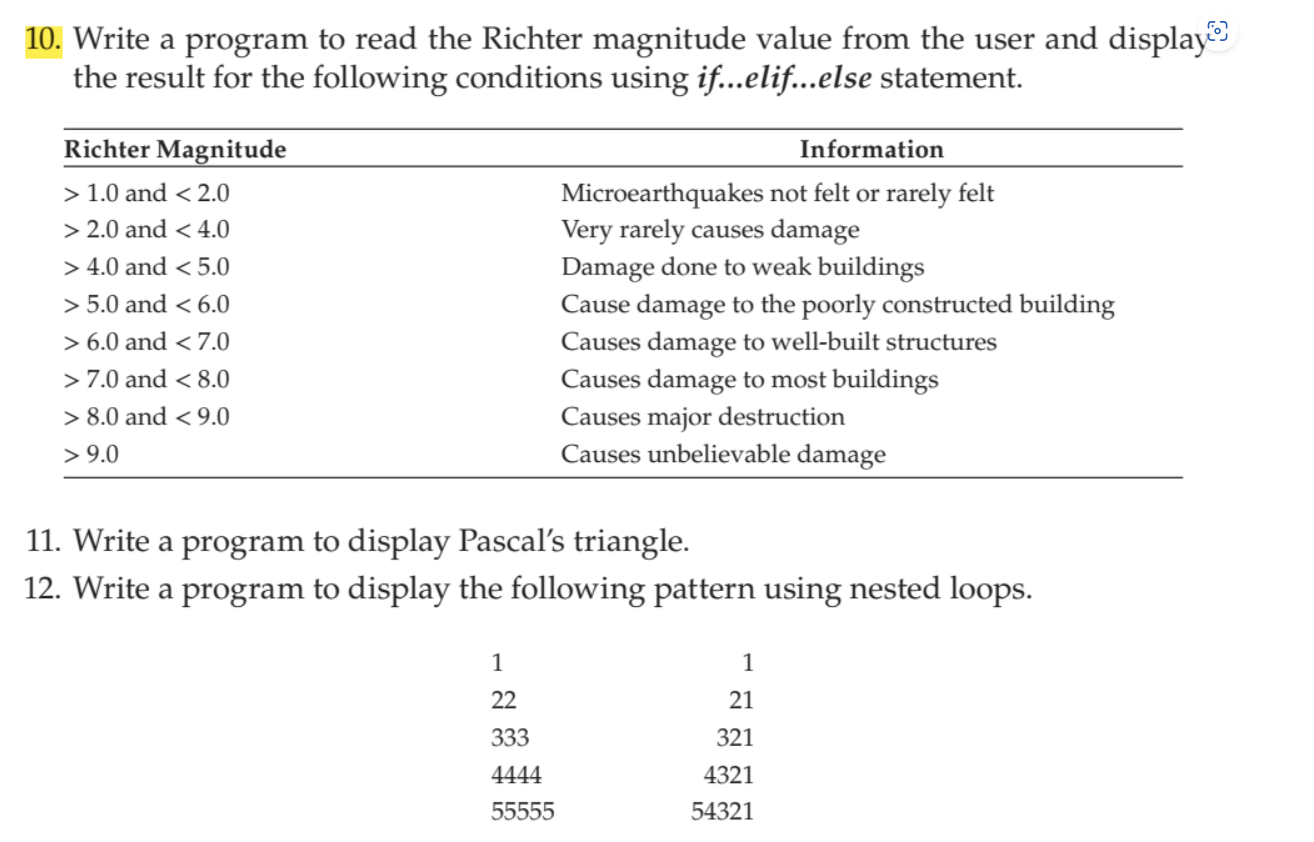 10. Write a program to read the Richter magnitude value from the user and display
the result for the following conditions using if...elif...else statement.
Richter Magnitude Information
> 1.0 and < 2.0 Microearthquakes not felt or rarely felt
> 2.0 and < 4.0 Very rarely causes damage
> 4.0 and < 5.0 Damage done to weak buildings
> 5.0 and < 6.0 Cause damage to the poorly constructed building
> 6.0 and < 7.0 Causes damage to well-built structures
> 7.0 and < 8.0 Causes damage to most buildings
> 8.0 and < 9.0 Causes major destruction
> 9.0 Causes unbelievable damage
11. Write a program to display Pascal’s triangle.
12. Write a program to display the following pattern using nested loops.
1 1
22 21
333 321
4444 4321
55555 54321